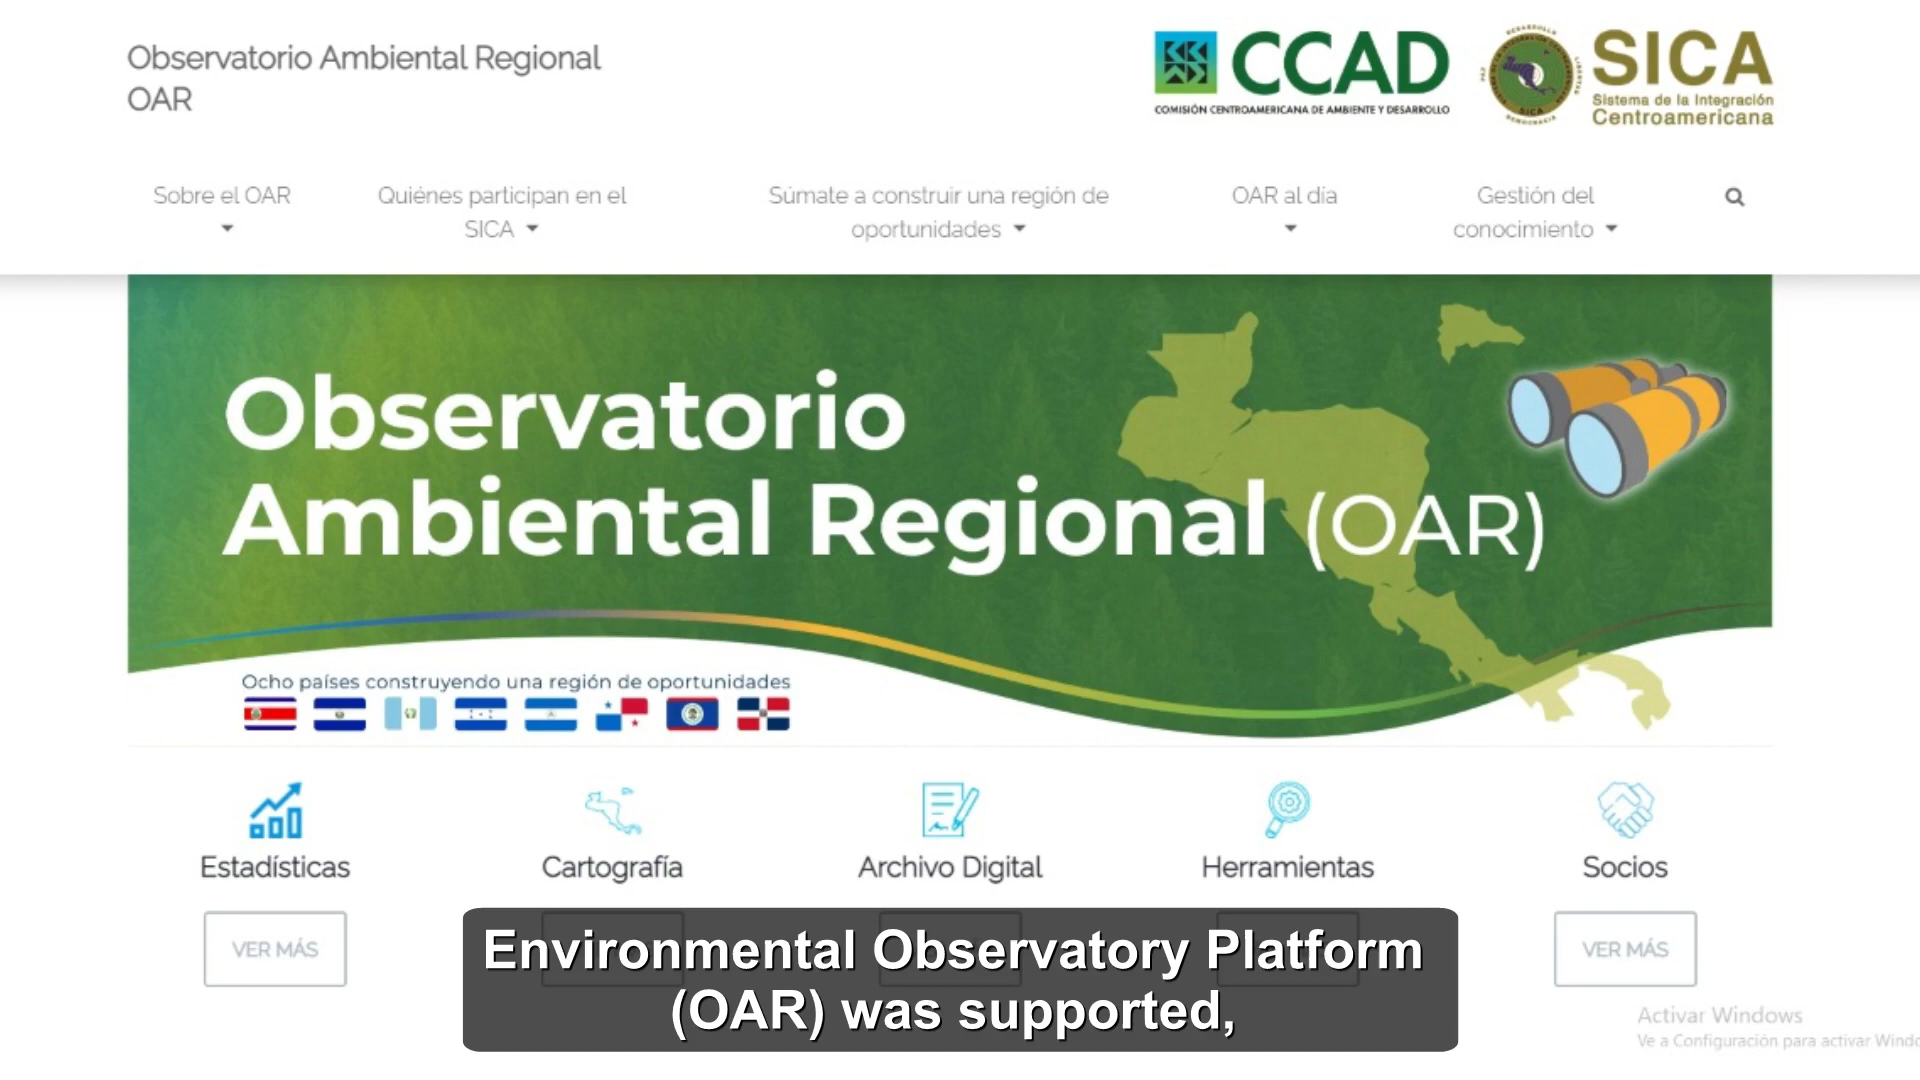 Observatorio Ambiental Regional
OAR
CCAD
COMISIÓN CENTROAMERICANA DE AMBIENTE Y DESARROLLO
SICA
Sistema de la Integración
Centroamericana
Sobre el OAR
Quiénes participan en el
SICA
Súmate a construir una región de
oportunidades
OAR al día
Gestión del
conocimiento
Observatorio
Ambiental Regional (OAR)
Ocho países construyendo una región de oportunidades
Estadísticas
Cartografía
Archivo Digital
Herramientas
Socios
VER MÁS
VER MÁS
Environmental Observatory Platform
(OAR) was supported,
Activar Windows
Ve a Configuración para activar Windo